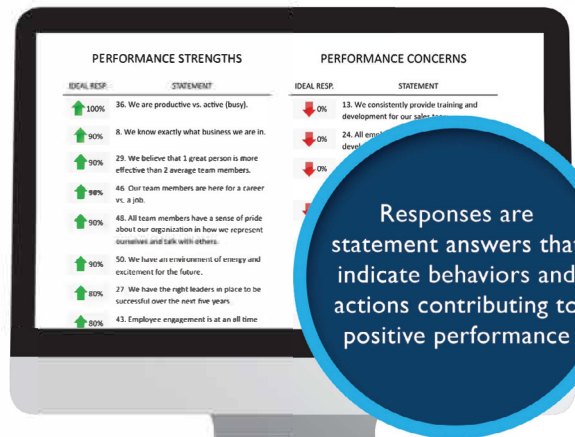 PERFORMANCE STRENGTHS
IDEAL RESP. STATEMENT
100% 36. We are productive vs. active (busy).
90% 8. We know exactly what business we are in.
90% 29. We believe that 1 great person is more
effective than 2 average team members.
90% 46 Our team members are here for a career
vs. a job.
90% 48. All team members have a sense of pride
about our organization in how we represent
ourselves and talk with others.
90% 50. We have an environment of energy and
excitement for the future.
80% 27 We have the right leaders in place to be
successful over the next five years
80% 43. Employee engagement is at an all time
PERFORMANCE CONCERNS
IDEAL RESP. STATEMENT
0% 13. We consistently provide training and
development for our sales
0% 24. All
0%
Responses are
statement answers that
indicate behaviors and
actions contributing to
positive performance